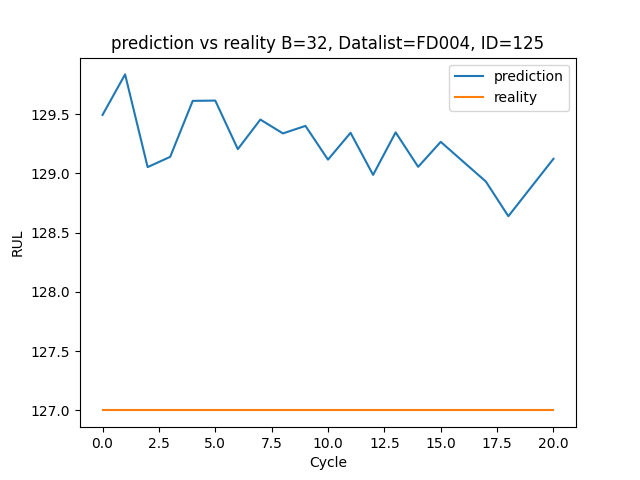 prediction vs reality B=32, Datalist=FD004, ID=125
prediction
reality
129.5
129.0
128.5
128.0
127.5
127.0
RUL
0.0 2.5 5.0 7.5 10.0 12.5 15.0 17.5 20.0
Cycle